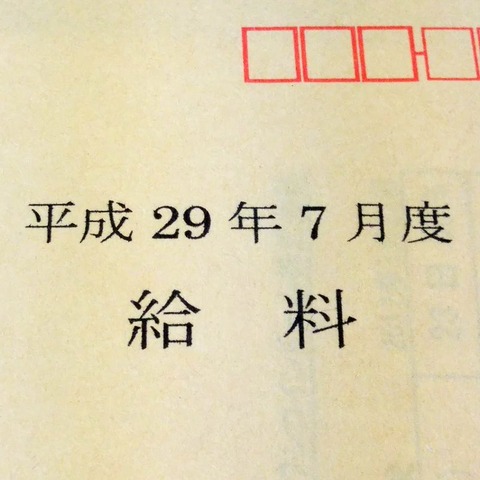 平成 29 年 7 月度
給 料